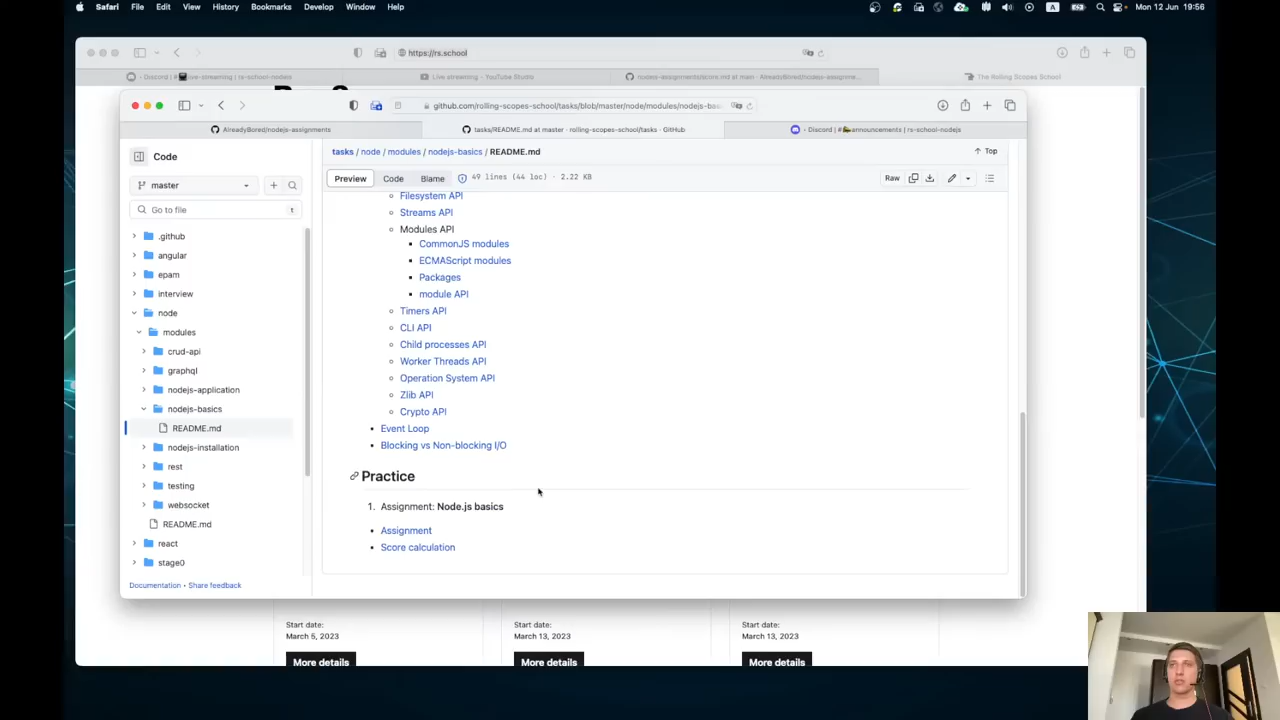 Safari File Edit View History Bookmarks Develop Window Help
A
Mon 12 Jun 19:56
https://rs.school
Live streaming - YouTube Studio
The Rolling Scopes School
github.com/rolling-scopes-school/tasks/blob/master/node/modules/nodejs-bas
AlreadyBored/nodejs-assignments
tasks/README.md at master · rolling-scopes-school/tasks · GitHub
announcements | rs-school-nodejs
Code
tasks / node / modules / nodejs-basics / README.md
Top
master
Preview
Code
Blame
49 lines (44 loc) · 2.22 KB
Raw
Go to file
t
.github
angular
epam
interview
node
modules
crud-api
graphql
nodejs-application
nodejs-basics
README.md
nodejs-installation
rest
testing
websocket
README.md
react
stage0
Documentation • Share feedback
Filesystem API
Streams API
Modules API
CommonJS modules
ECMAScript modules
Packages
module API
Timers API
CLI API
Child processes API
Worker Threads API
Operation System API
Zlib API
Crypto API
Event Loop
Blocking vs Non-blocking I/O
Practice
1. Assignment: Node.js basics
Assignment
Score calculation
Start date:
March 5, 2023
More details
Start date:
March 13, 2023
More details
Start date:
March 13, 2023
More details